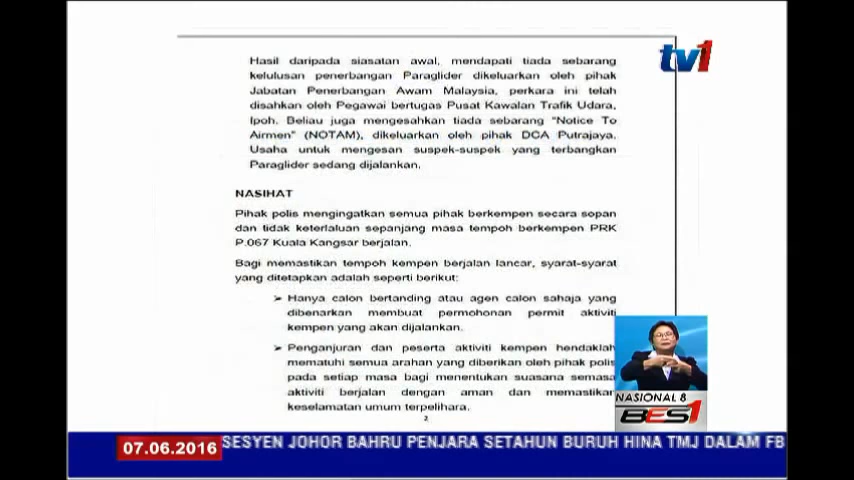 tv1
Hasil daripada siasatan awal, mendapati tiada sebarang
kelulusan penerbangan Paraglider dikeluarkan oleh pihak
Jabatan Penerbangan Awam Malaysia, perkara ini telah
disahkan oleh Pegawai bertugas Pusat Kawalan Trafik Udara,
Ipoh. Beliau juga mengesahkan tiada sebarang "Notice To
Airmen" (NOTAM), dikeluarkan oleh pihak DCA Putrajaya.
Usaha untuk mengesan suspek-suspek yang terbangkan
Paraglider sedang dijalankan.
NASIHAT
Pihak polis mengingatkan semua pihak berkempen secara sopan
dan tidak keterlaluan sepanjang masa tempoh berkempen PRK
P.067 Kuala Kangsar berjalan.
Bagi memastikan tempoh kempen berjalan lancar, syarat-syarat
yang ditetapkan adalah seperti berikut:
➢ Hanya calon bertanding atau agen calon sahaja yang
dibenarkan membuat permohonan permit aktiviti
kempen yang akan dijalankan.
➢ Penganjuran dan peserta aktiviti kempen hendaklah
mematuhi semua arahan yang diberikan oleh pihak polis
pada setiap masa bagi menentukan suasana semasa
aktiviti berjalan dengan aman dan memastikan
keselamatan umum terpelihara.
2
NASIONAL 8
BES1
07.06.2016 SESYEN JOHOR BAHRU PENJARA SETAHUN BURUH HINA TMJ DALAM FB